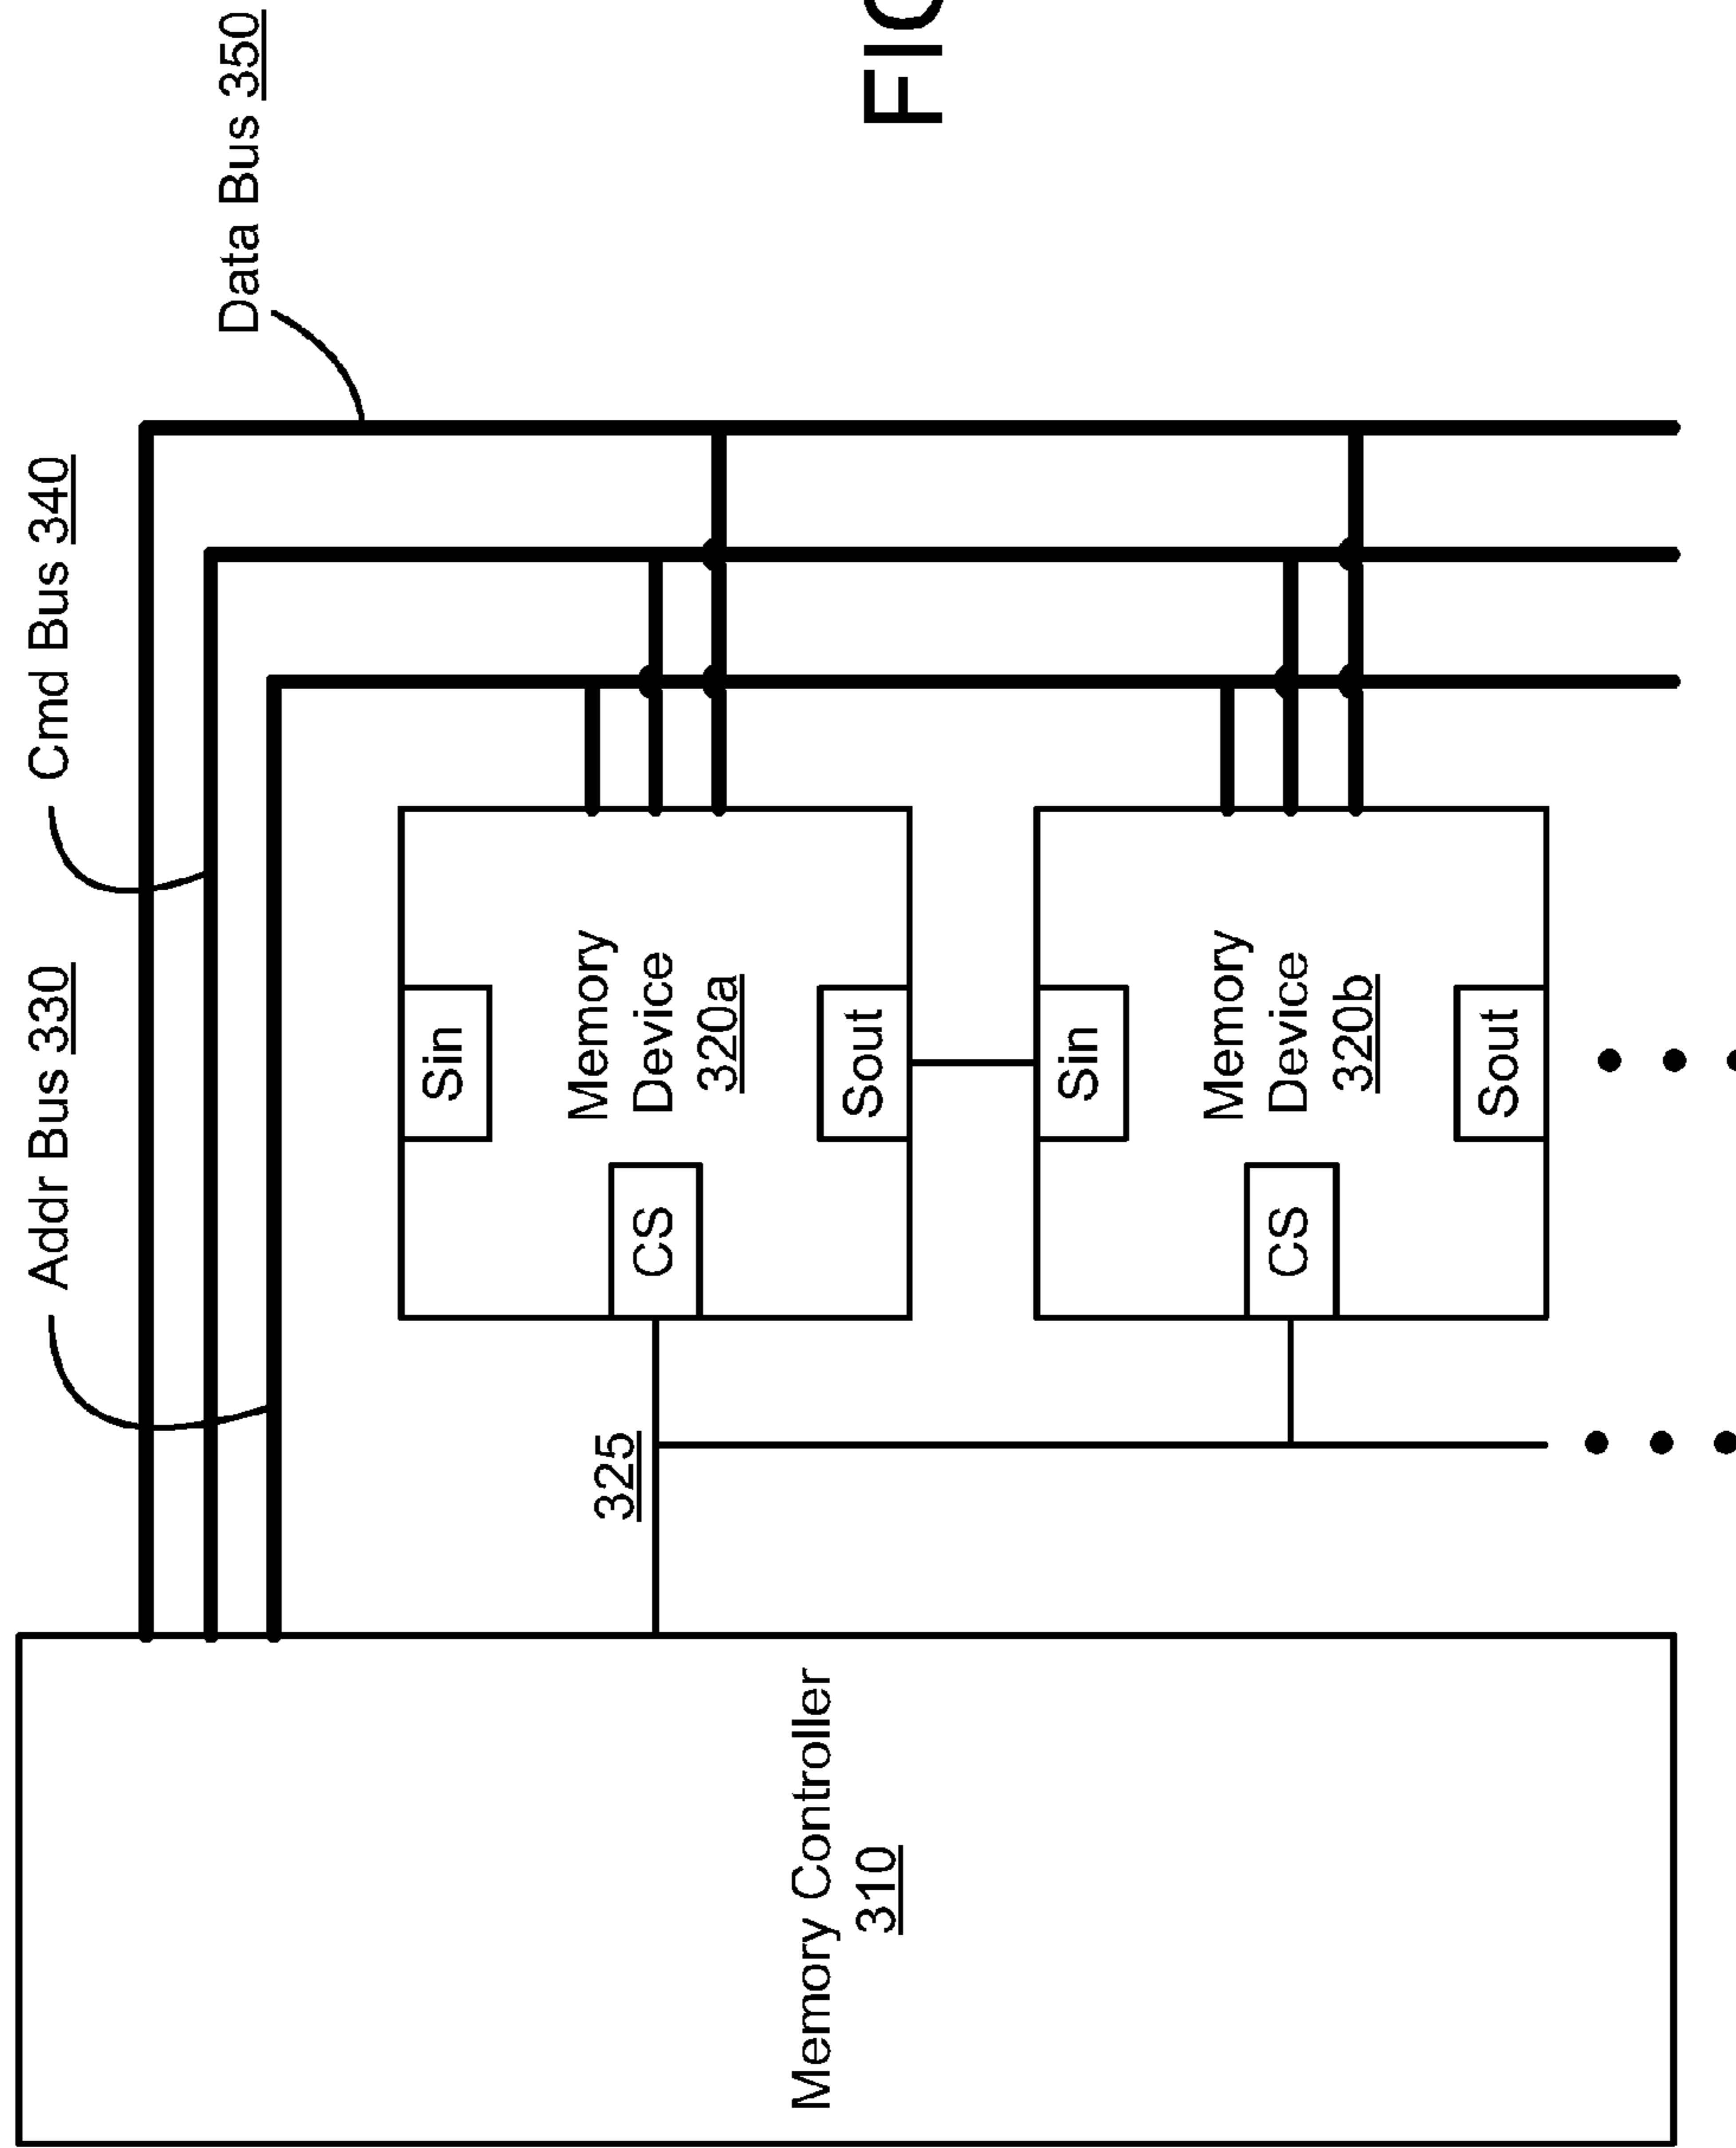 Addr Bus 330
Cmd Bus 340
Data Bus 350
Memory Controller
310
325
CS
Sin
Memory
Device
320a
Sout
CS
Sin
Memory
Device
320b
Sout